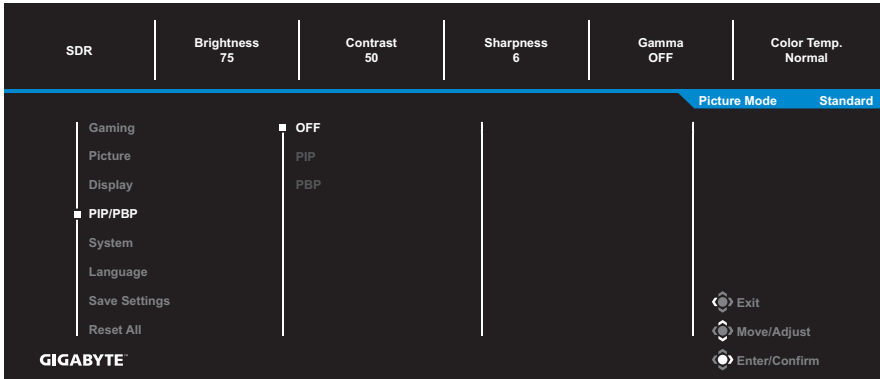 SDR
Brightness
75
Contrast
50
Sharpness
6
Gamma
OFF
Color Temp.
Normal
Picture Mode Standard
Gaming
Picture
Display
PIP/PBP
System
Language
Save Settings
Reset All
OFF
PIP
PBP
Exit
Move/Adjust
Enter/Confirm
GIGABYTE™